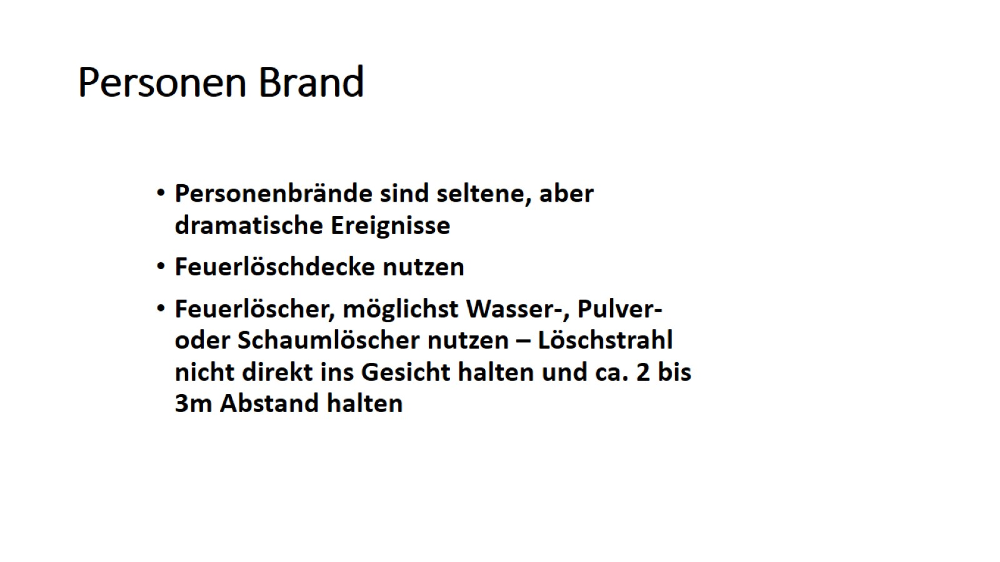 Personen Brand
• Personenbrände sind seltene, aber
dramatische Ereignisse
• Feuerlöschdecke nutzen
• Feuerlöscher, möglichst Wasser-, Pulver-
oder Schaumlöscher nutzen – Löschstrahl
nicht direkt ins Gesicht halten und ca. 2 bis
3m Abstand halten